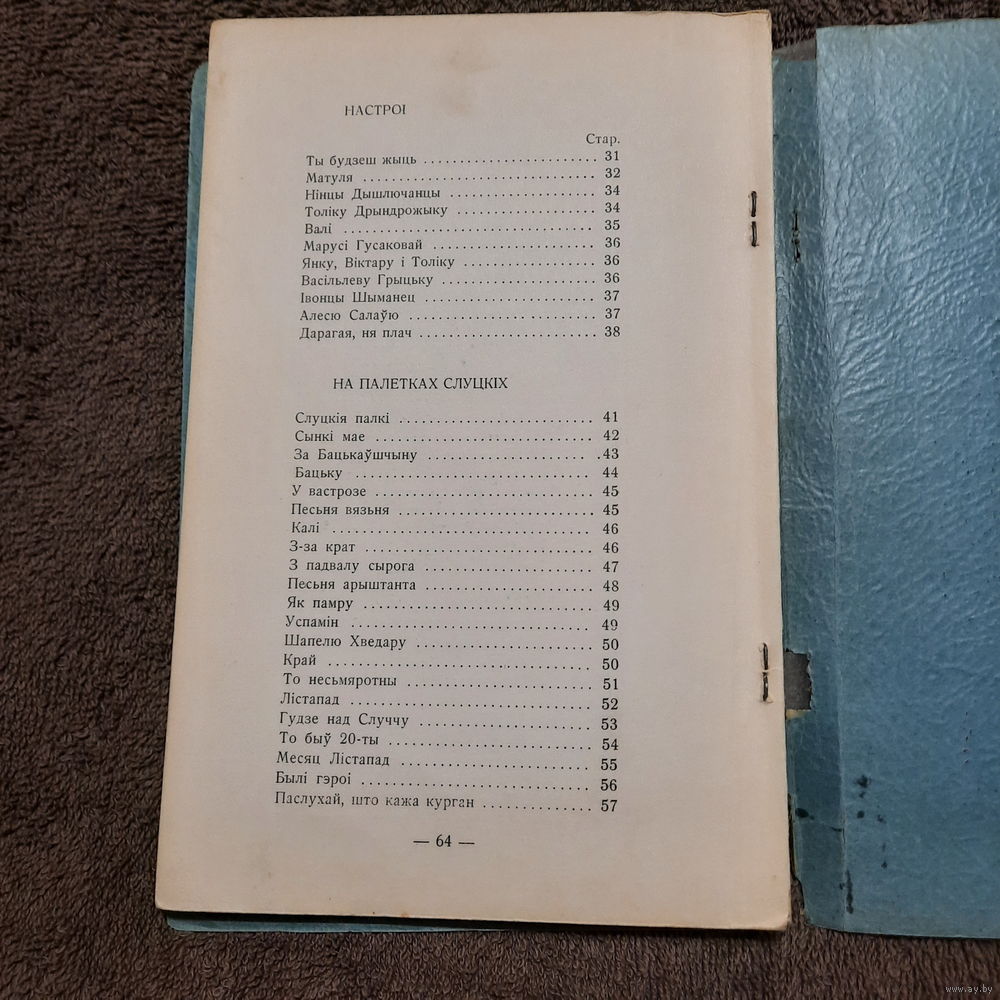 НАСТРОІ
Стар.
Ты будзеш жыць ........................ 31
Матуля ................................ 32
Нінцы Дышлючанцы .................... 34
Толіку Дрындрожыку ................... 34
Валі ................................... 35
Марусі Гусаковай ...................... 36
Янку, Віктару і Толіку .................. 36
Васільлеву Грыцьку ..................... 36
Івонцы Шыманец ........................ 37
Алесю Салаўю .......................... 37
Дарагая, ня плач ........................ 38
НА ПАЛЕТКАХ СЛУЦКІХ
Слуцкія палкі ........................... 41
Сынкі мае .............................. 42
За Бацькаўшчыну ....................... 43
Бацьку ................................. 44
У вастрозе .............................. 45
Песьня вязьня .......................... 45
Калі .................................... 46
З-за крат ............................... 46
З падвалу сырога ....................... 47
Песьня арыштанта ...................... 48
Як памру ............................... 49
Успамін ................................ 49
Шапелю Хведару ........................ 50
Край .................................... 50
То несьмяротны ......................... 51
Лістапад ................................ 52
Гудзе над Случчу ........................ 53
То быў 20-ты ............................ 54
Месяц Лістапад .......................... 55
Былі гэроі ............................... 56
Паслухай, што кажа курган .............. 57
— 64 —
www.ay.by